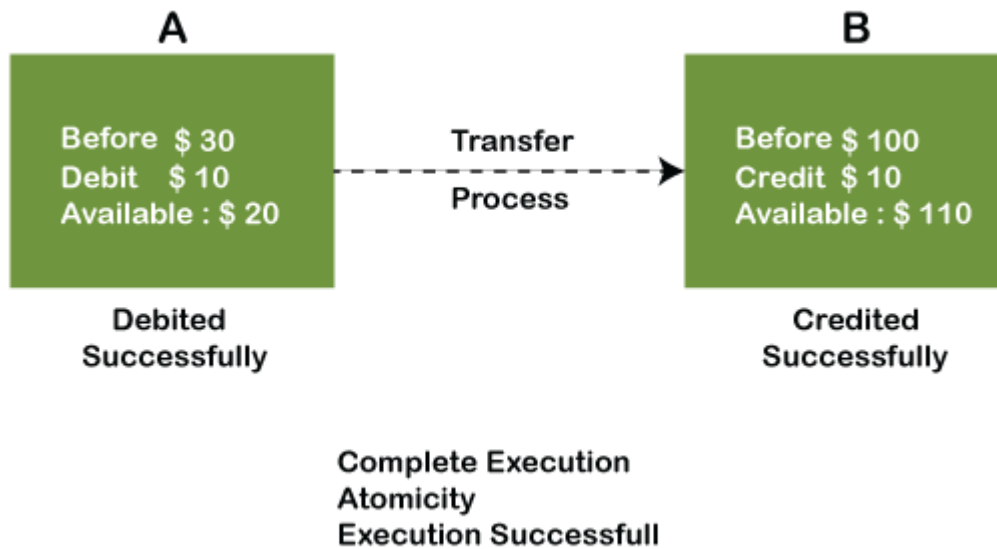 A
B
Before $ 30
Debit $ 10
Available : $ 20
Transfer
Process
Before $ 100
Credit $ 10
Available : $ 110
Debited
Successfully
Credited
Successfully
Complete Execution
Atomicity
Execution Successfull